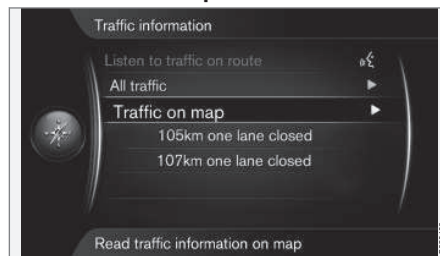 Traffic information
Listen to traffic on route
All traffic
Traffic on map
105km one lane closed
107km one lane closed
Read traffic information on map